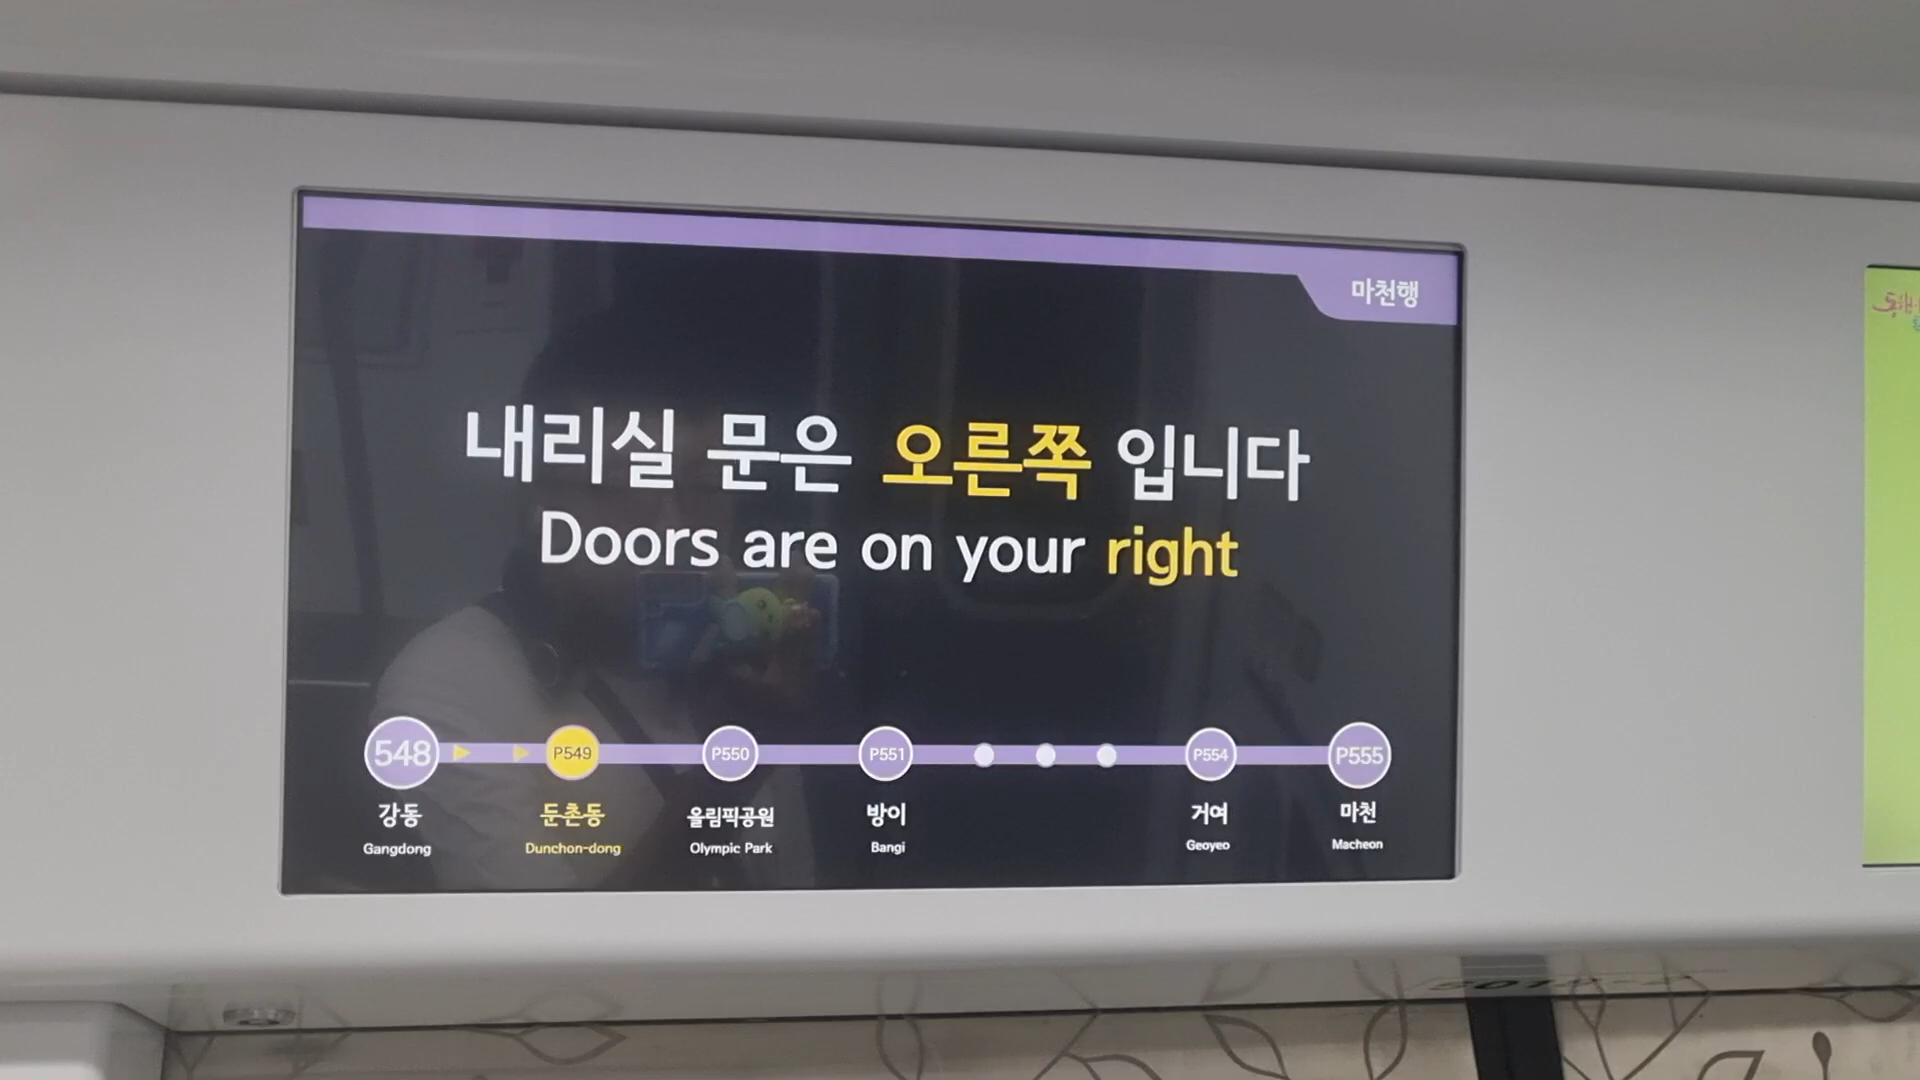 마천행
내리실 문은 오른쪽 입니다
Doors are on your right
548 P549 P550 P551 P554 P555
강동 둔촌동 올림픽공원 방이 거여 마천
Gangdong Dunchon-dong Olympic Park Bangi Geoyeo Macheon